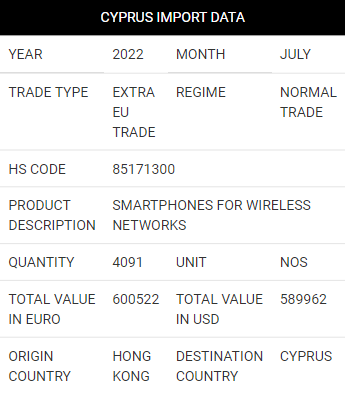 CYPRUS IMPORT DATA
YEAR 2022 MONTH JULY
TRADE TYPE EXTRA REGIME NORMAL
EU TRADE
TRADE
HS CODE 85171300
PRODUCT SMARTPHONES FOR WIRELESS
DESCRIPTION NETWORKS
QUANTITY 4091 UNIT NOS
TOTAL VALUE 600522 TOTAL VALUE 589962
IN EURO IN USD
ORIGIN HONG DESTINATION CYPRUS
COUNTRY KONG COUNTRY